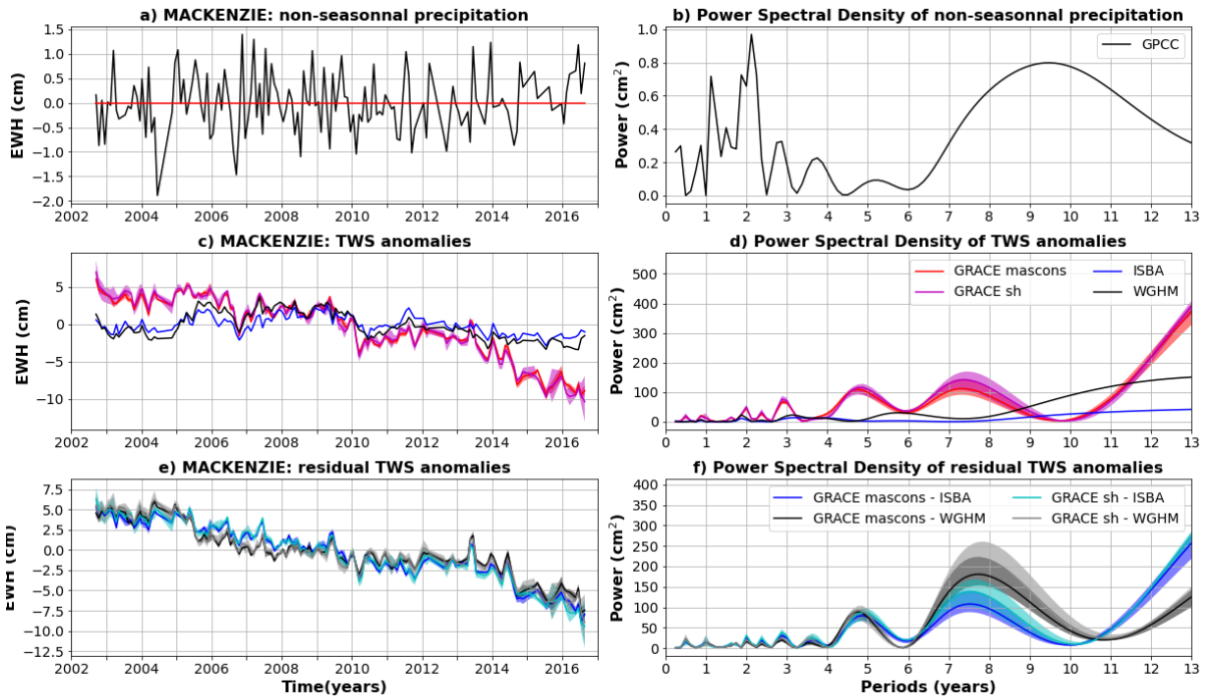 a) MACKENZIE: non-seasonnal precipitation
EWH (cm)
1.5
1.0
0.5
0.0
−0.5
−1.0
−1.5
−2.0
2002 2004 2006 2008 2010 2012 2014 2016
b) Power Spectral Density of non-seasonnal precipitation
Power (cm²)
1.0
0.8
0.6
0.4
0.2
0.0
GPCC
0 1 2 3 4 5 6 7 8 9 10 11 12 13
c) MACKENZIE: TWS anomalies
EWH (cm)
5
0
−5
−10
2002 2004 2006 2008 2010 2012 2014 2016
d) Power Spectral Density of TWS anomalies
Power (cm²)
500
400
300
200
100
0
GRACE mascons
GRACE sh
ISBA
WGHM
0 1 2 3 4 5 6 7 8 9 10 11 12 13
e) MACKENZIE: residual TWS anomalies
EWH (cm)
7.5
5.0
2.5
0.0
−2.5
−5.0
−7.5
−10.0
−12.5
2002 2004 2006 2008 2010 2012 2014 2016
Time(years)
f) Power Spectral Density of residual TWS anomalies
Power (cm²)
400
350
300
250
200
150
100
50
0
GRACE mascons - ISBA
GRACE mascons - WGHM
GRACE sh - ISBA
GRACE sh - WGHM
0 1 2 3 4 5 6 7 8 9 10 11 12 13
Periods (years)